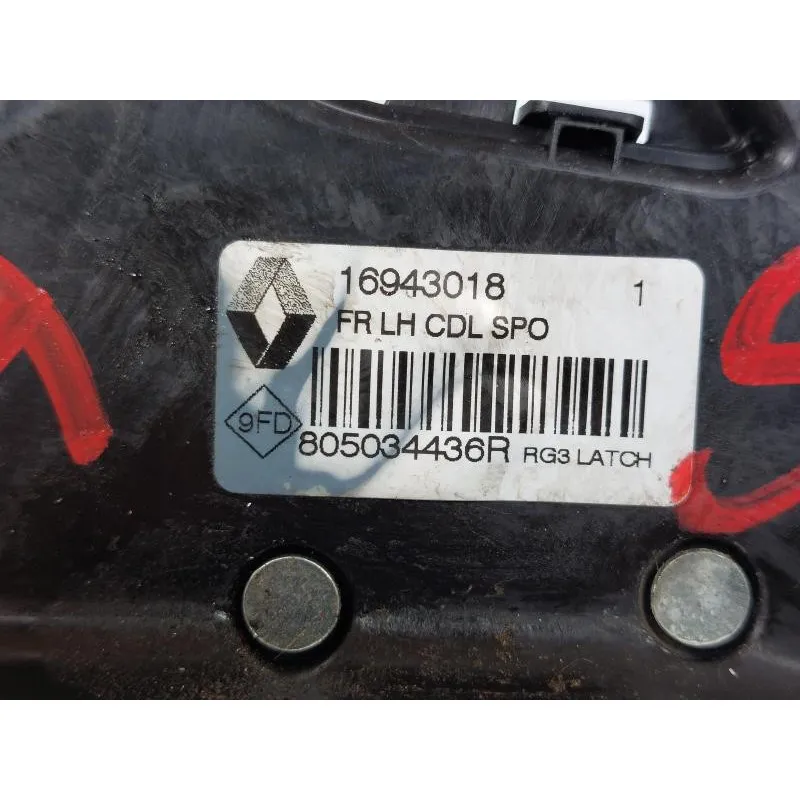 16943018 1
FR LH CDL SPO
9FD
805034436R RG3 LATCH